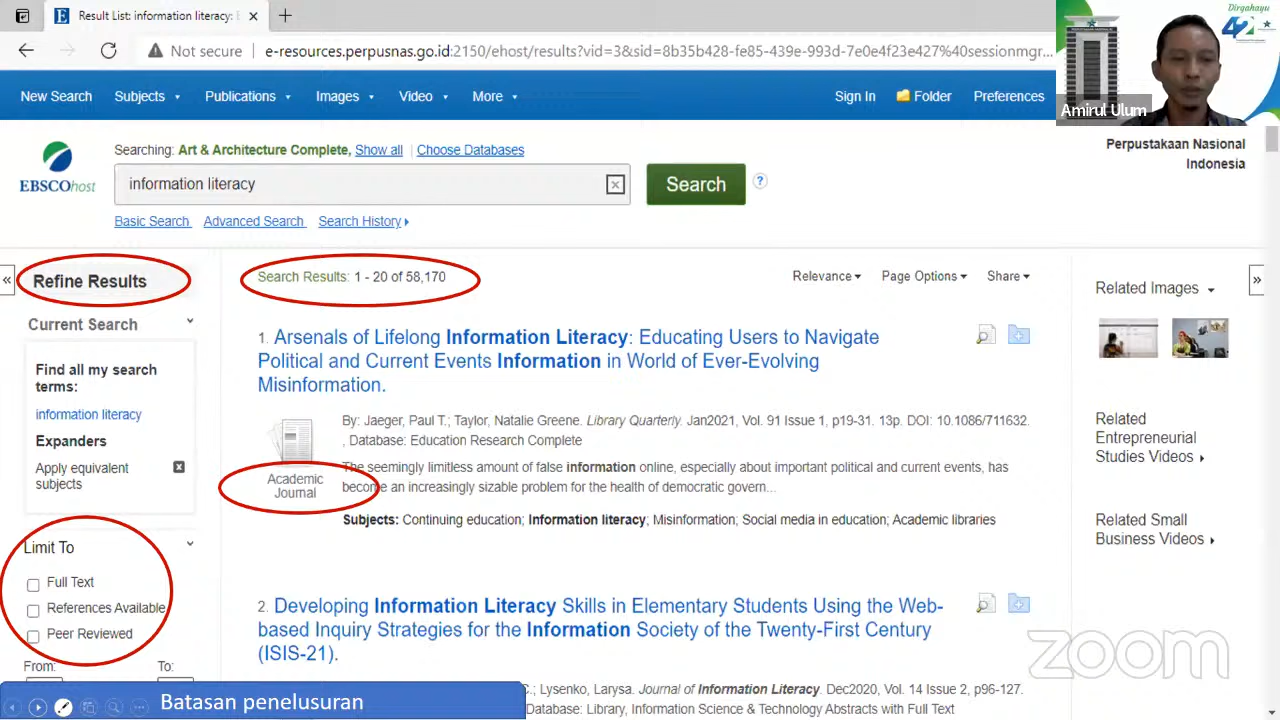 Result List: information literacy: E
Not secure
e-resources.perpusnas.go.id:2150/ehost/results?vid=3&sid=8b35b428-fe85-439e-993d-7e0e4f23e427%40sessionmgr...
Dirgahayu
42
Amirul Ulum
New Search Subjects Publications Images Video More Sign In Folder Preferences
Perpustakaan Nasional
Indonesia
EBSCOhost
Searching: Art & Architecture Complete, Show all | Choose Databases
information literacy
Search
?
Basic Search Advanced Search Search History
«
Refine Results
Current Search
Find all my search
terms:
information literacy
Expanders
Apply equivalent
subjects
Limit To
Full Text
References Available
Peer Reviewed
From: To:
Search Results: 1 - 20 of 58,170
Relevance Page Options Share
1. Arsenals of Lifelong Information Literacy: Educating Users to Navigate
Political and Current Events Information in World of Ever-Evolving
Misinformation.
By: Jaeger, Paul T.; Taylor, Natalie Greene. Library Quarterly. Jan2021, Vol. 91 Issue 1, p19-31. 13p. DOI: 10.1086/711632.
, Database: Education Research Complete
Academic
Journal
The seemingly limitless amount of false information online, especially about important political and current events, has
become an increasingly sizable problem for the health of democratic govern...
Subjects: Continuing education; Information literacy; Misinformation; Social media in education; Academic libraries
2. Developing Information Literacy Skills in Elementary Students Using the Web-
based Inquiry Strategies for the Information Society of the Twenty-First Century
(ISIS-21).
C.; Lysenko, Larysa. Journal of Information Literacy. Dec2020, Vol. 14 Issue 2, p96-127.
Database: Library, Information Science & Technology Abstracts with Full Text
»
Related Images
Related
Entrepreneurial
Studies Videos
Related Small
Business Videos
zoom
Batasan penelusuran